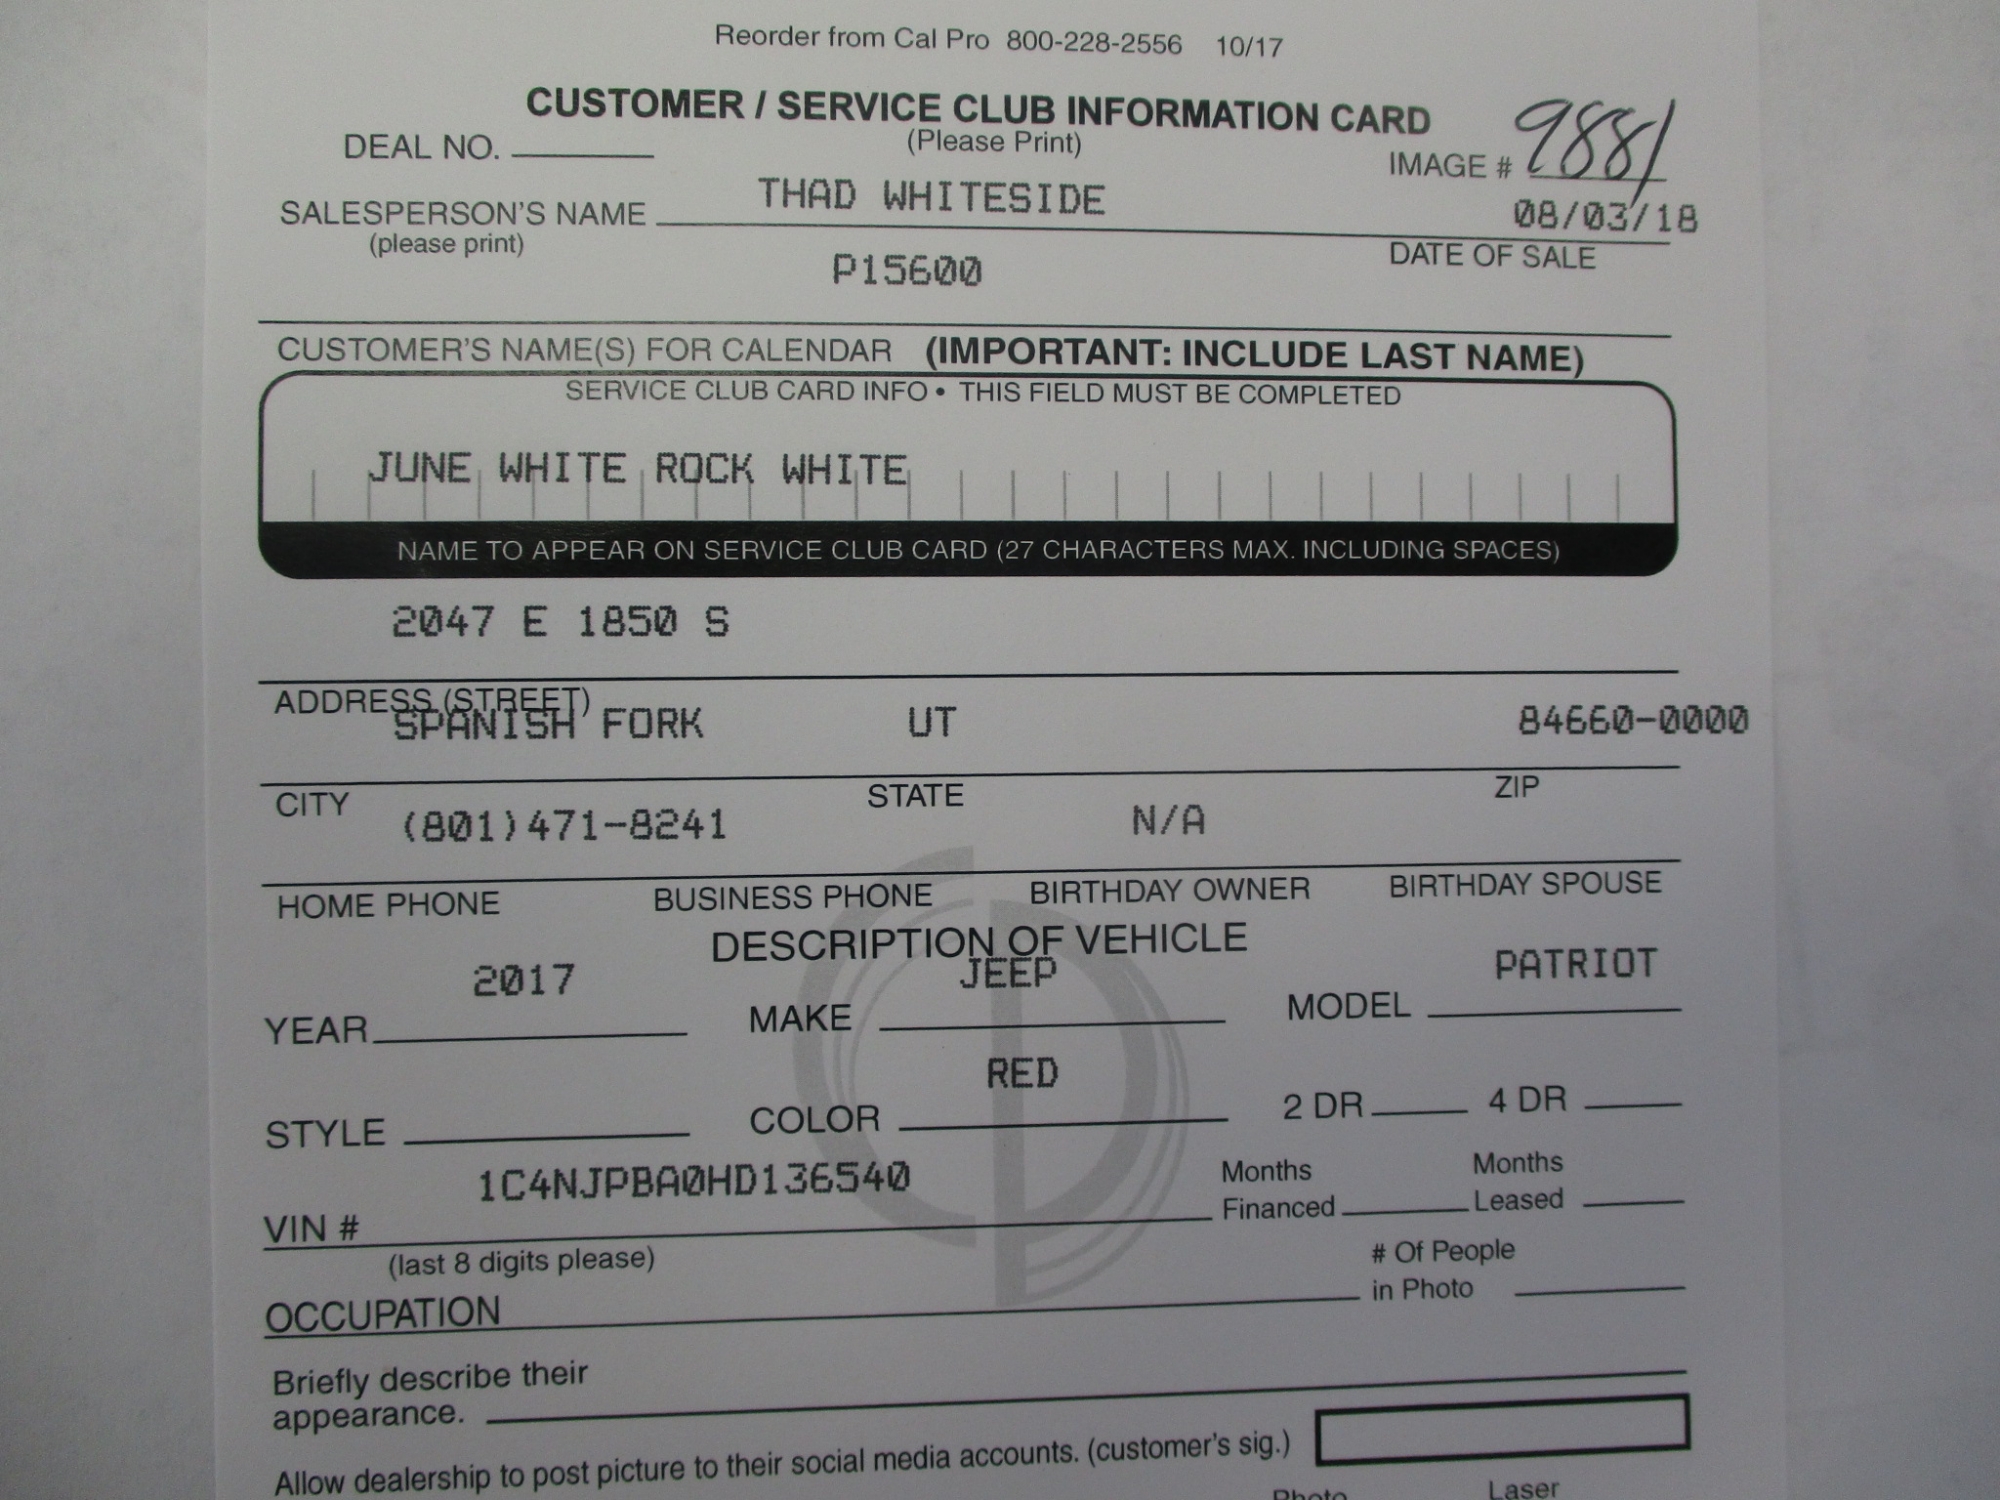 Reorder from Cal Pro 800-228-2556 10/17
CUSTOMER / SERVICE CLUB INFORMATION CARD
(Please Print)
DEAL NO.
IMAGE # 9881
SALESPERSON'S NAME THAD WHITESIDE
08/03/18
(please print)
DATE OF SALE
P15600
CUSTOMER'S NAME(S) FOR CALENDAR (IMPORTANT: INCLUDE LAST NAME)
SERVICE CLUB CARD INFO • THIS FIELD MUST BE COMPLETED
JUNE WHITE ROCK WHITE
NAME TO APPEAR ON SERVICE CLUB CARD (27 CHARACTERS MAX. INCLUDING SPACES)
2047 E 1850 S
ADDRESS (STREET)
SPANISH FORK UT 84660-0000
CITY STATE ZIP
(801)471-8241 N/A
HOME PHONE BUSINESS PHONE BIRTHDAY OWNER BIRTHDAY SPOUSE
DESCRIPTION OF VEHICLE
2017 JEEP PATRIOT
YEAR MAKE MODEL
RED
STYLE COLOR 2 DR 4 DR
1C4NJPBA0HD136540
Months Months
VIN # Financed Leased
(last 8 digits please)
# Of People
in Photo
OCCUPATION
Briefly describe their
appearance.
Allow dealership to post picture to their social media accounts. (customer's sig.)
Photo Laser